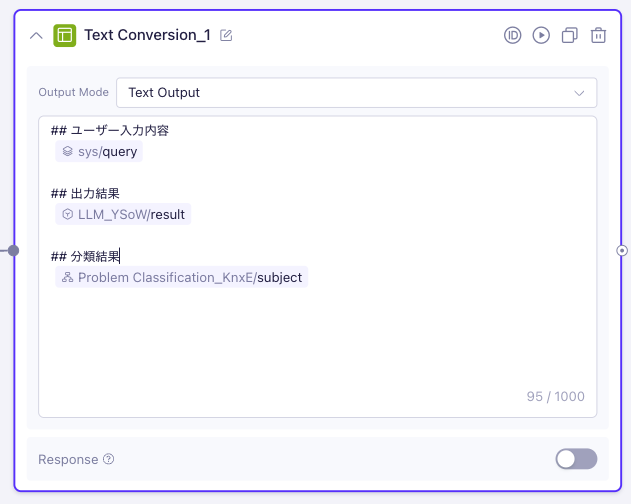 Text Conversion_1
Output Mode
Text Output
## ユーザー入力内容
sys/query
## 出力結果
LLM_YSoW/result
## 分類結果
Problem Classification_KnxE/subject
95 / 1000
Response